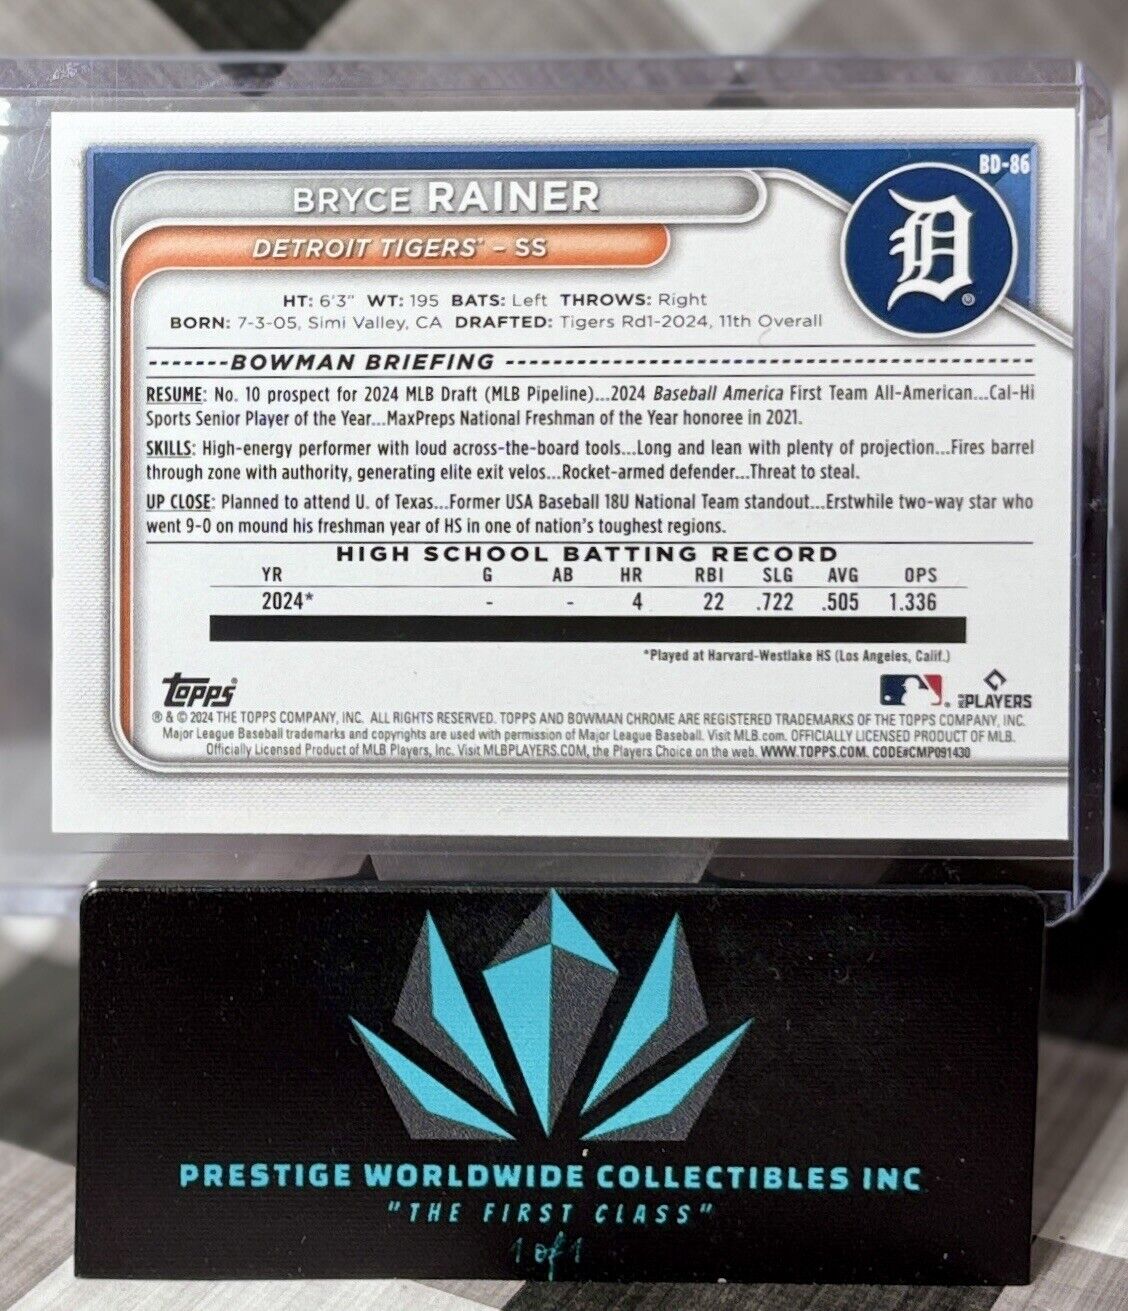 BD-86
BRYCE RAINER
DETROIT TIGERS® – SS
D
®
HT: 6'3" WT: 195 BATS: Left THROWS: Right
BORN: 7-3-05, Simi Valley, CA DRAFTED: Tigers Rd1-2024, 11th Overall
-------BOWMAN BRIEFING -------
RESUME: No. 10 prospect for 2024 MLB Draft (MLB Pipeline)...2024 Baseball America First Team All-American...Cal-Hi
Sports Senior Player of the Year...MaxPreps National Freshman of the Year honoree in 2021.
SKILLS: High-energy performer with loud across-the-board tools...Long and lean with plenty of projection...Fires barrel
through zone with authority, generating elite exit velos...Rocket-armed defender...Threat to steal.
UP CLOSE: Planned to attend U. of Texas...Former USA Baseball 18U National Team standout...Erstwhile two-way star who
went 9-0 on mound his freshman year of HS in one of nation's toughest regions.
HIGH SCHOOL BATTING RECORD
YR G AB HR RBI SLG AVG OPS
2024* - - 4 22 .722 .505 1.336
*Played at Harvard-Westlake HS (Los Angeles, Calif.)
Topps® MLB PLAYERS
® & © 2024 THE TOPPS COMPANY, INC. ALL RIGHTS RESERVED. TOPPS AND BOWMAN CHROME ARE REGISTERED TRADEMARKS OF THE TOPPS COMPANY, INC.
Major League Baseball trademarks and copyrights are used with permission of Major League Baseball. Visit MLB.com. OFFICIALLY LICENSED PRODUCT OF MLB.
Officially Licensed Product of MLB Players, Inc. Visit MLBPLAYERS.COM, the Players Choice on the web. WWW.TOPPS.COM. CODE#CMP091430
PRESTIGE WORLDWIDE COLLECTIBLES INC
"THE FIRST CLASS"
1 of 1